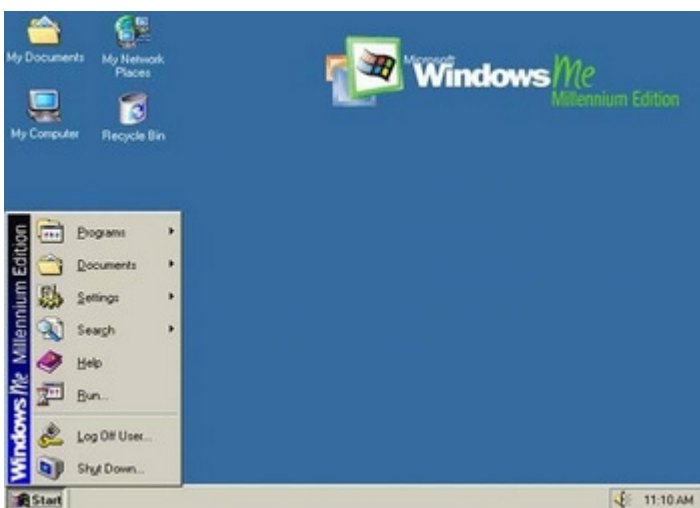 My Documents
My Network
Places
My Computer
Recycle Bin
Microsoft
Windows Me
Millennium Edition
Windows Me Millennium Edition
Programs
Documents
Settings
Search
Help
Run...
Log Off User...
Shut Down...
Start
11:10 AM